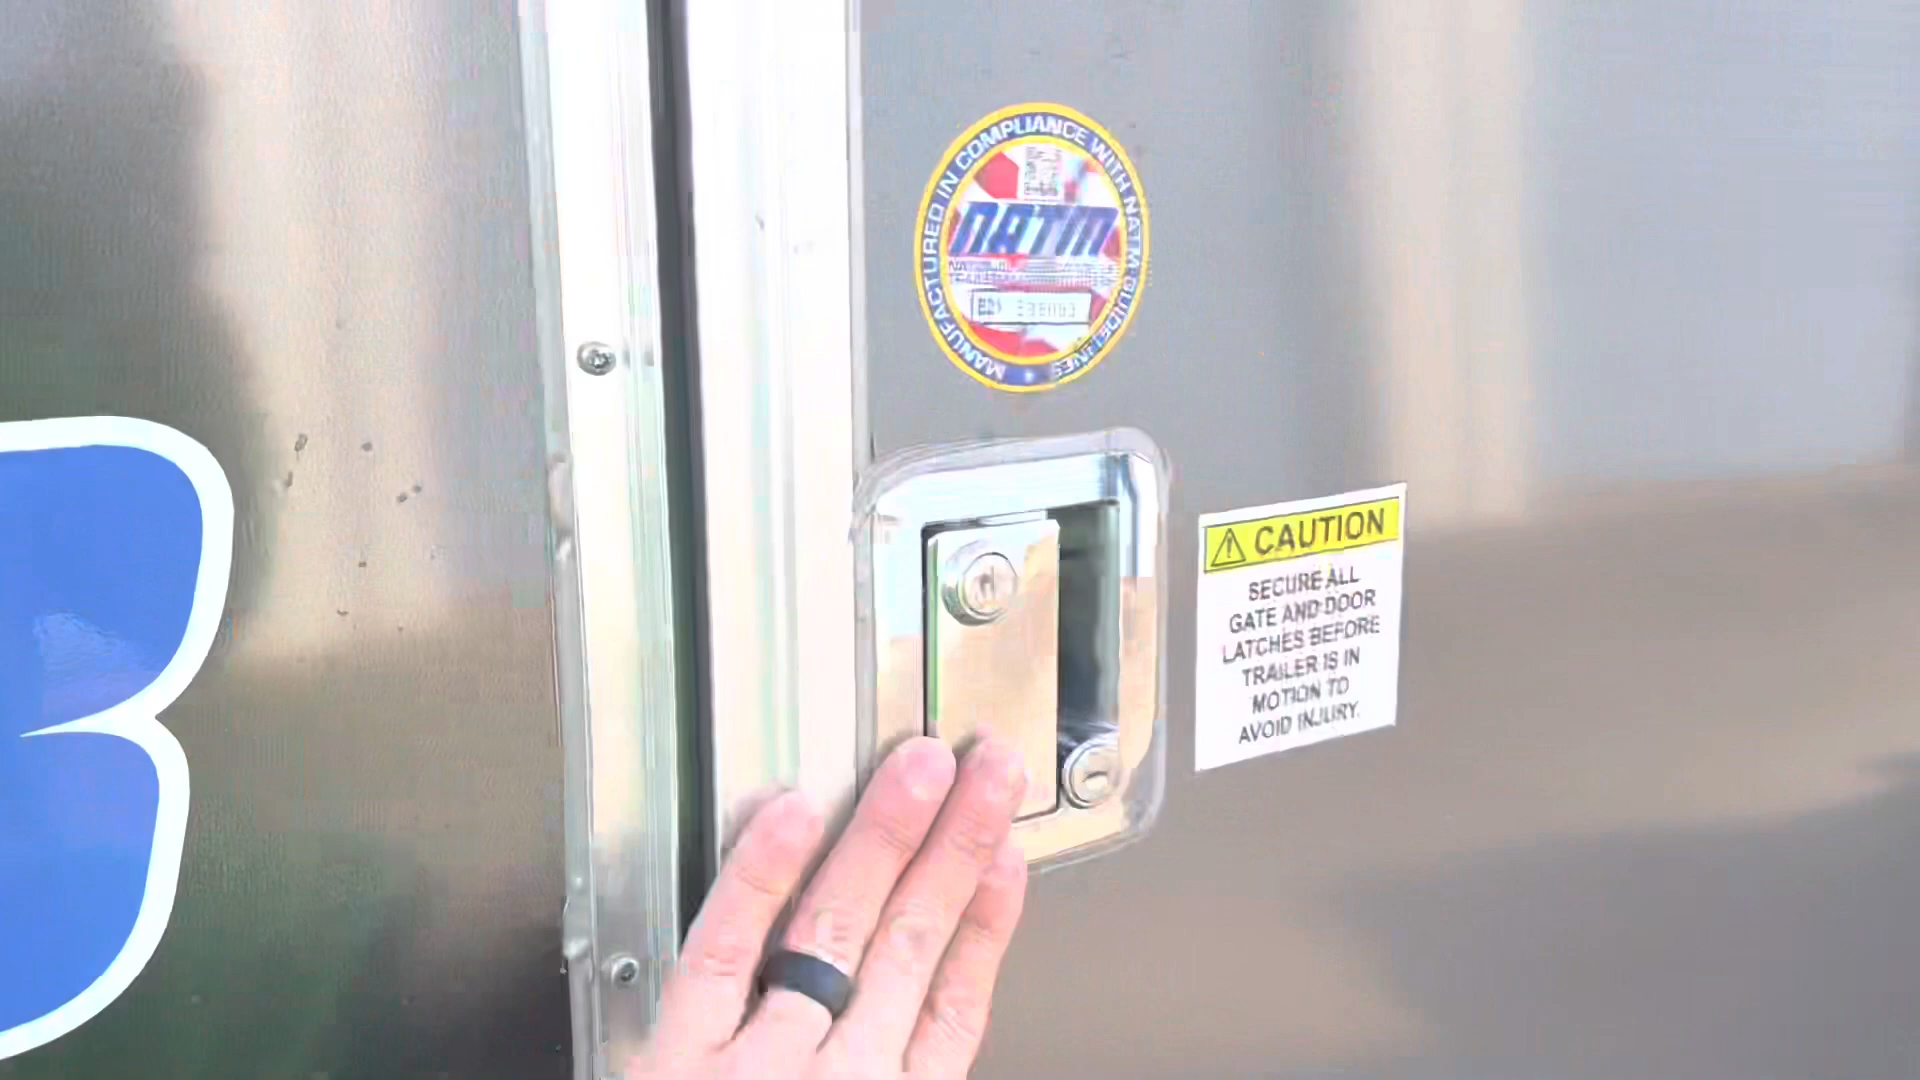 MANUFACTURED IN COMPLIANCE WITH NATM GUIDELINES
NATM
CAUTION
SECURE ALL
GATE AND DOOR
LATCHES BEFORE
TRAILER IS IN
MOTION TO
AVOID INJURY.